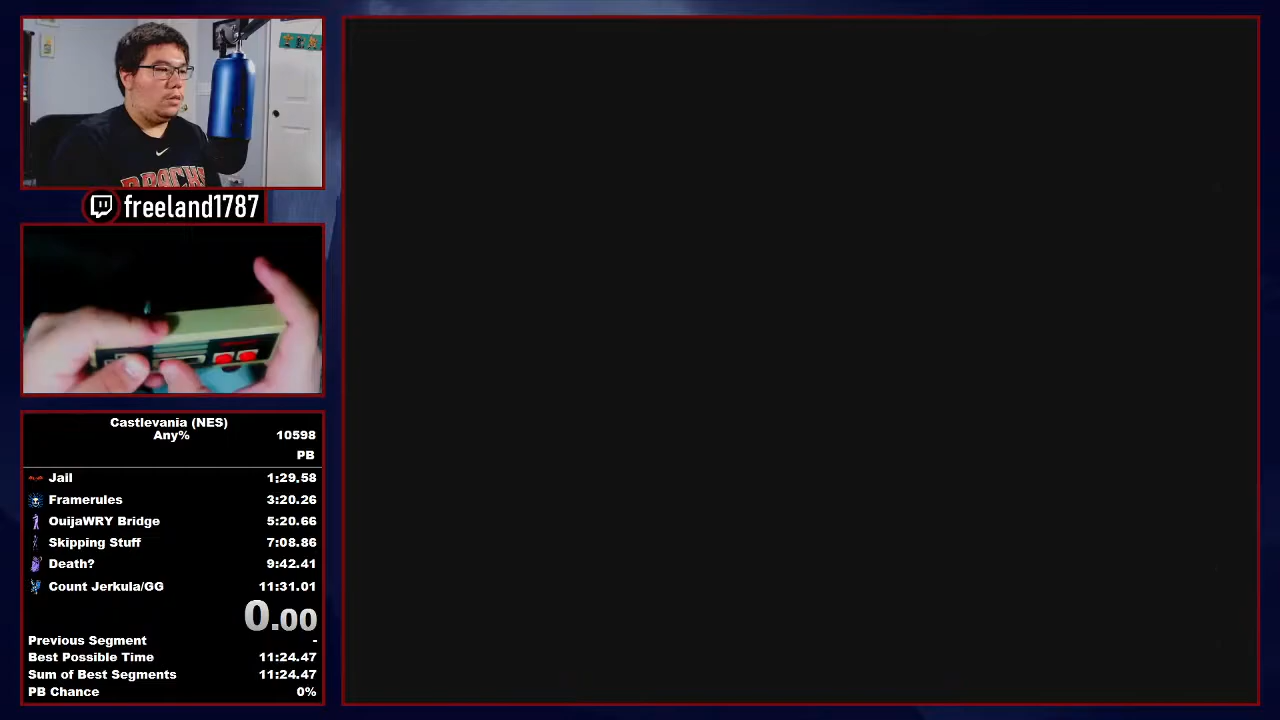 freeland1787
Castlevania (NES)
Any% 10598
PB
Jail 1:29.58
Framerules 3:20.26
OuijaWRY Bridge 5:20.66
Skipping Stuff 7:08.86
Death? 9:42.41
Count Jerkula/GG 11:31.01
0.00
Previous Segment -
Best Possible Time 11:24.47
Sum of Best Segments 11:24.47
PB Chance 0%